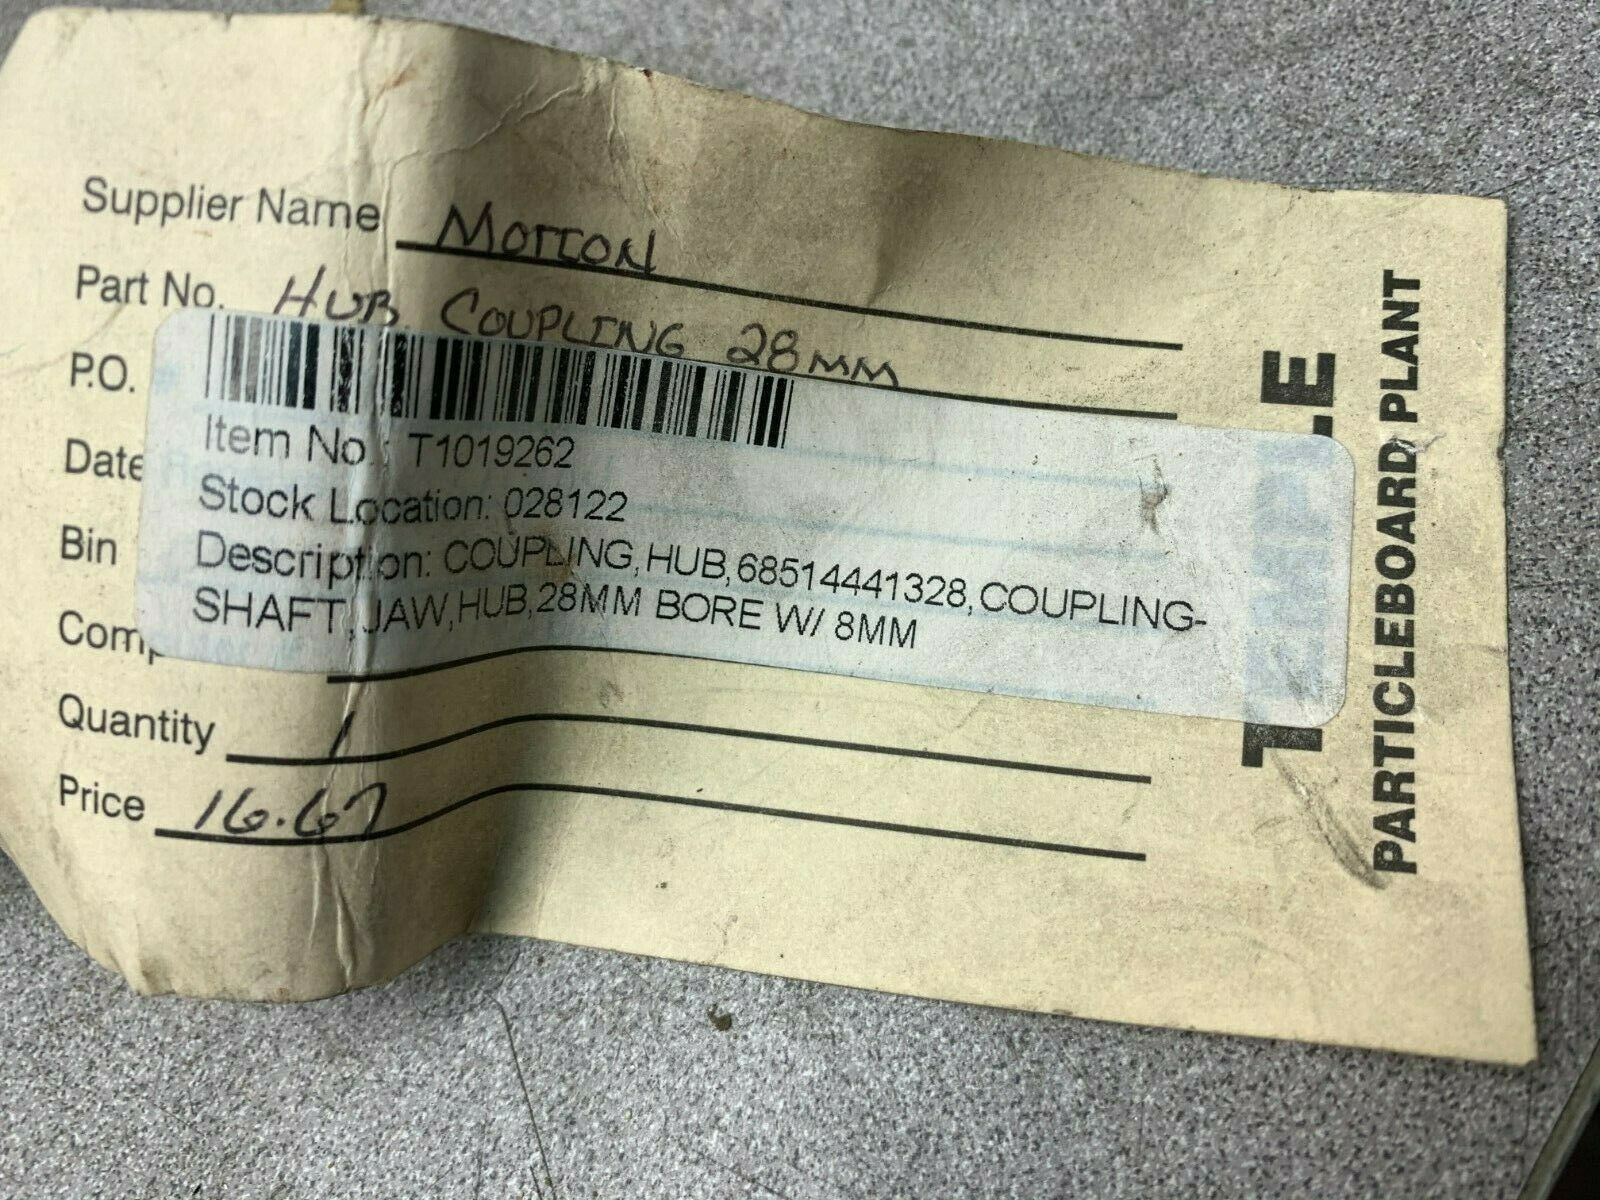 Supplier Name MOTION
Part No. HUB COUPLING 28MM
P.O.
Date
Bin
Item No.: T1019262
Stock Location: 028122
Description: COUPLING,HUB,68514441328,COUPLING-
SHAFT,JAW,HUB,28MM BORE W/ 8MM
Quantity 1
Price 16.67
PARTICLEBOARD PLANT